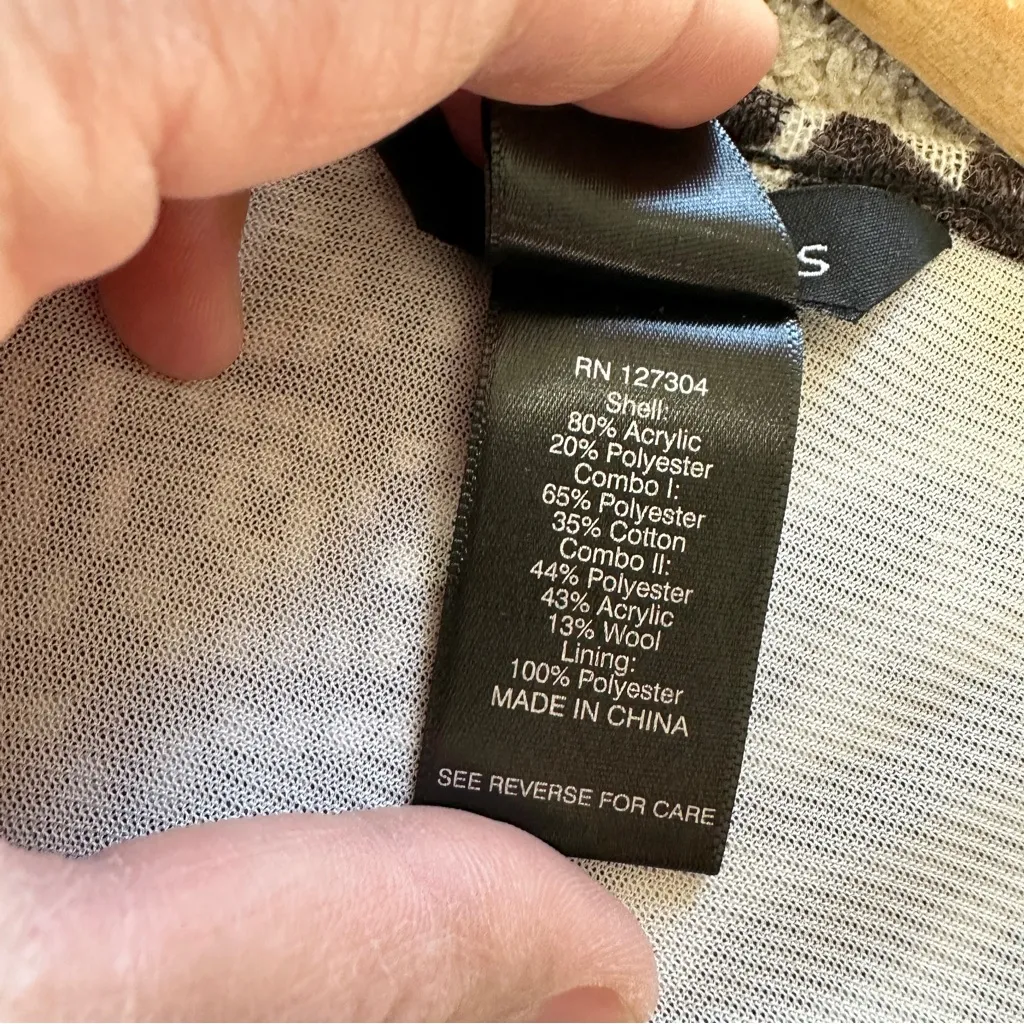 S
RN 127304
Shell:
80% Acrylic
20% Polyester
Combo I:
65% Polyester
35% Cotton
Combo II:
44% Polyester
43% Acrylic
13% Wool
Lining:
100% Polyester
MADE IN CHINA
SEE REVERSE FOR CARE